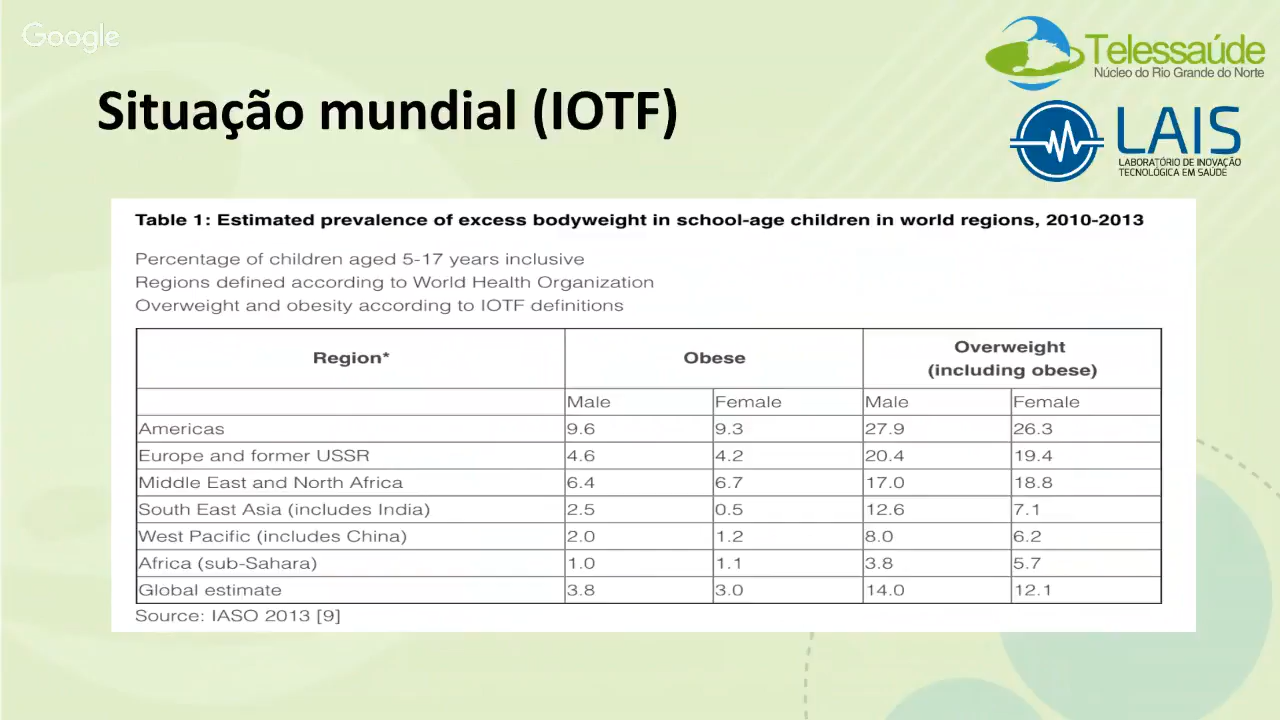 Google
Telessaúde
Núcleo do Rio Grande do Norte
Situação mundial (IOTF)
LAIS
LABORATÓRIO DE INOVAÇÃO
TECNOLÓGICA EM SAÚDE
Table 1: Estimated prevalence of excess bodyweight in school-age children in world regions, 2010-2013
Percentage of children aged 5-17 years inclusive
Regions defined according to World Health Organization
Overweight and obesity according to IOTF definitions
Region* Obese Overweight
(including obese)
Male Female Male Female
Americas 9.6 9.3 27.9 26.3
Europe and former USSR 4.6 4.2 20.4 19.4
Middle East and North Africa 6.4 6.7 17.0 18.8
South East Asia (includes India) 2.5 0.5 12.6 7.1
West Pacific (includes China) 2.0 1.2 8.0 6.2
Africa (sub-Sahara) 1.0 1.1 3.8 5.7
Global estimate 3.8 3.0 14.0 12.1
Source: IASO 2013 [9]